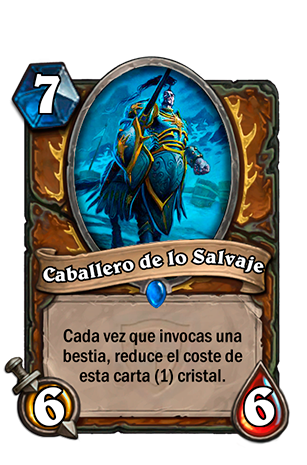 7
Caballero de lo Salvaje
Cada vez que invocas una
bestia, reduce el coste de
esta carta (1) cristal.
6
6